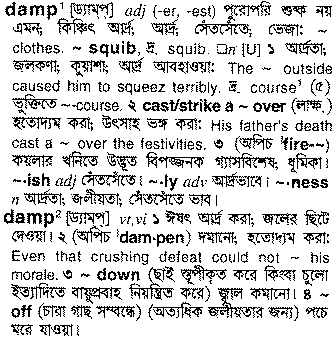 damp¹ [ড্যাম্‌প্] adj (-er, -est) পুরোপরি শুষ্ক নয়
এমন; কিঞ্চিৎ আর্দ্র, আর্দ্র, সেঁতসেঁতে, ভেজা: ~
clothes. ~ squib, দ্র. squib. □n [U] ১ আর্দ্রতা;
জলকণা; কুয়াশা; আর্দ্র আবহাওয়া: The ~ outside
caused him to squeez terribly. দ্র. course¹ (৫)
ভুক্তিতে ~-course. ২ cast/strike a ~ over (লাক্ষ.)
হতোদ্যম করা; উৎসাহ ভঙ্গ করা: His father's death
cast a ~ over the festivities. ৩ (অপিচ 'fire-~)
কয়লার খনিতে উদ্ভূত বিপজ্জনক গ্যাসবিশেষ; ধূমিকা।
~·ish adj সেঁতসেঁতে। ~·ly adv আর্দ্রভাবে। ~·ness
n আর্দ্রতা; জলীয়তা; সেঁতসেঁতে ভাব।
damp² [ড্যাম্‌প্] vt,vi ১ ঈষৎ আর্দ্র করা; জলের ছিটে
দেওয়া। ২ (অপিচ 'dam·pen) দমানো; হতোদ্যম করা:
Even that crushing defeat could not ~ his
morale. ৩ ~ down (ছাই স্তূপীকৃত করে কিংবা চুলো
ইত্যাদিতে বায়ুপ্রবাহ নিয়ন্ত্রিত করে) জ্বাল কমানো। ৪ ~
off (চারা গাছ সম্বন্ধে) (অত্যধিক জলীয়তার জন্য) পচে
মরে যাওয়া।